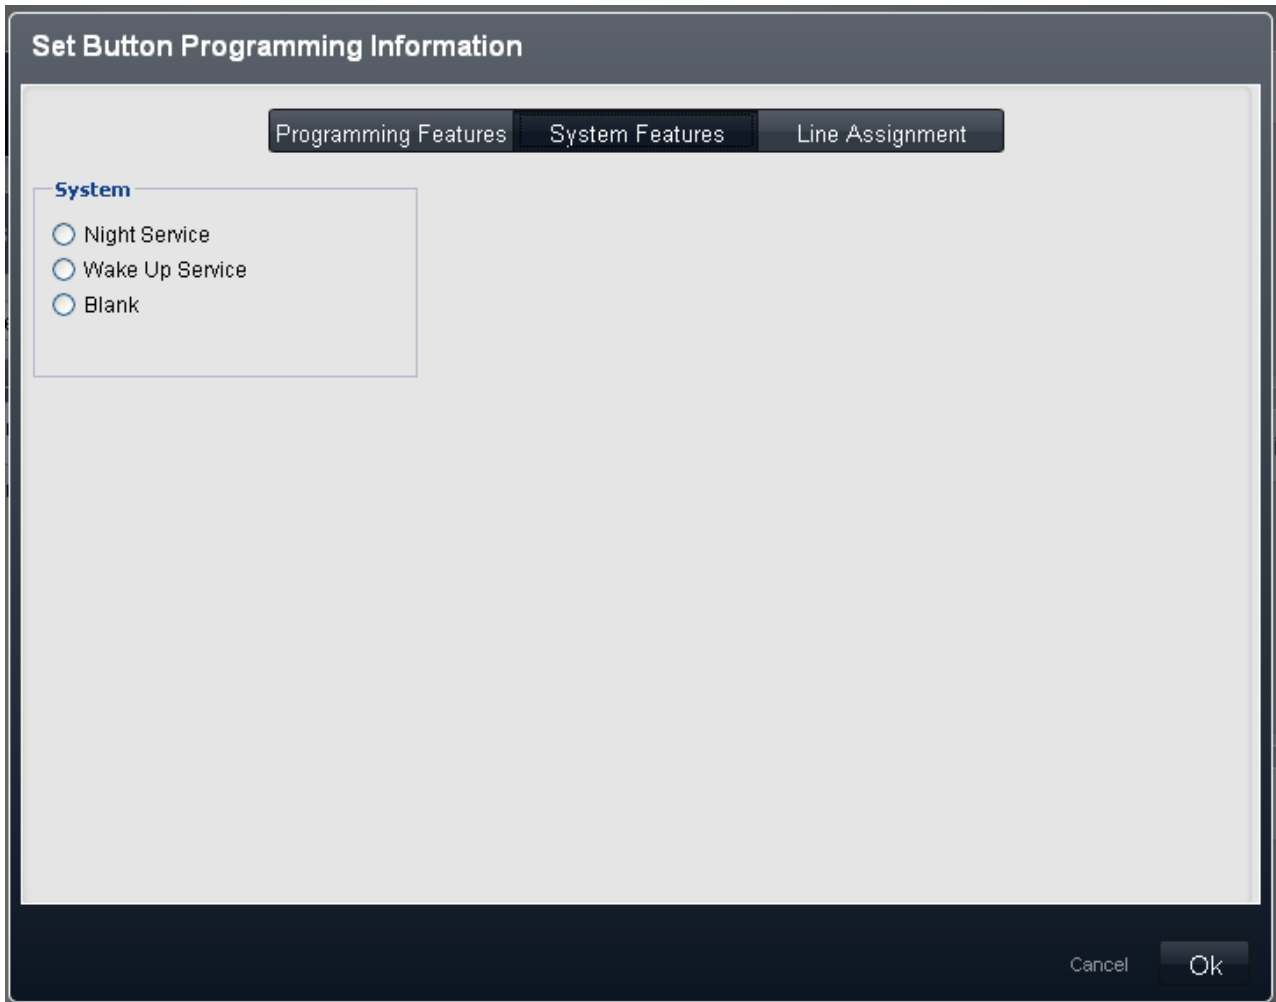 Set Button Programming Information
Programming Features System Features Line Assignment
System
Night Service
Wake Up Service
Blank
Cancel Ok